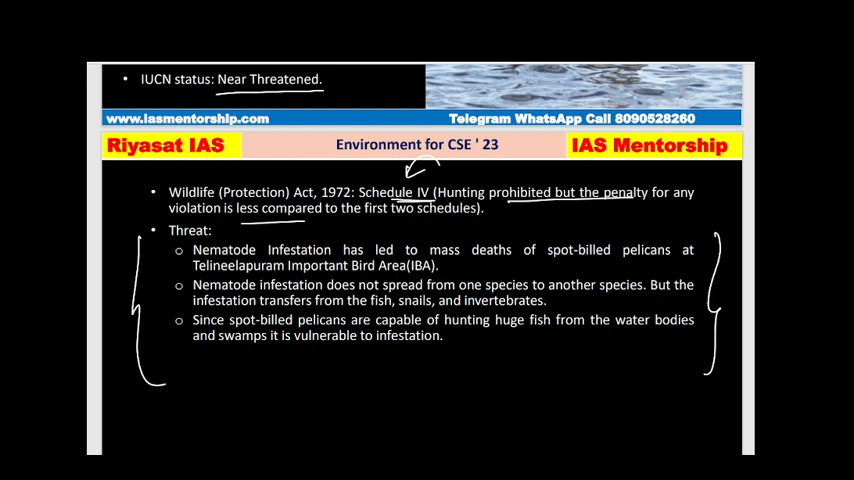 • IUCN status: Near Threatened.
www.iasmentorship.com Telegram WhatsApp Call 8090528260
Riyasat IAS Environment for CSE ' 23 IAS Mentorship
• Wildlife (Protection) Act, 1972: Schedule IV (Hunting prohibited but the penalty for any
violation is less compared to the first two schedules).
• Threat:
o Nematode Infestation has led to mass deaths of spot-billed pelicans at
Telineelapuram Important Bird Area(IBA).
o Nematode infestation does not spread from one species to another species. But the
infestation transfers from the fish, snails, and invertebrates.
o Since spot-billed pelicans are capable of hunting huge fish from the water bodies
and swamps it is vulnerable to infestation.